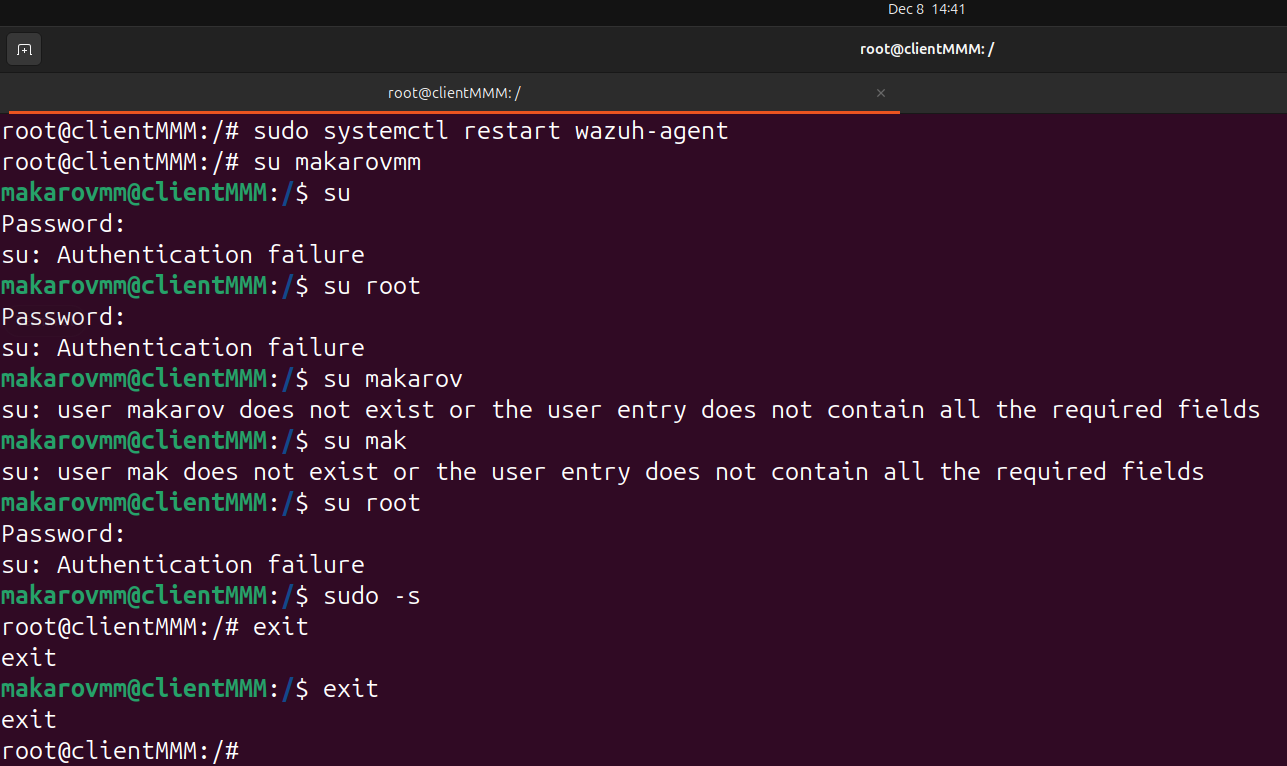 Dec 8 14:41
root@clientMMM: /
root@clientMMM: / ×
root@clientMMM:/# sudo systemctl restart wazuh-agent
root@clientMMM:/# su makarovmm
makarovmm@clientMMM:/$ su
Password:
su: Authentication failure
makarovmm@clientMMM:/$ su root
Password:
su: Authentication failure
makarovmm@clientMMM:/$ su makarov
su: user makarov does not exist or the user entry does not contain all the required fields
makarovmm@clientMMM:/$ su mak
su: user mak does not exist or the user entry does not contain all the required fields
makarovmm@clientMMM:/$ su root
Password:
su: Authentication failure
makarovmm@clientMMM:/$ sudo -s
root@clientMMM:/# exit
exit
makarovmm@clientMMM:/$ exit
exit
root@clientMMM:/#